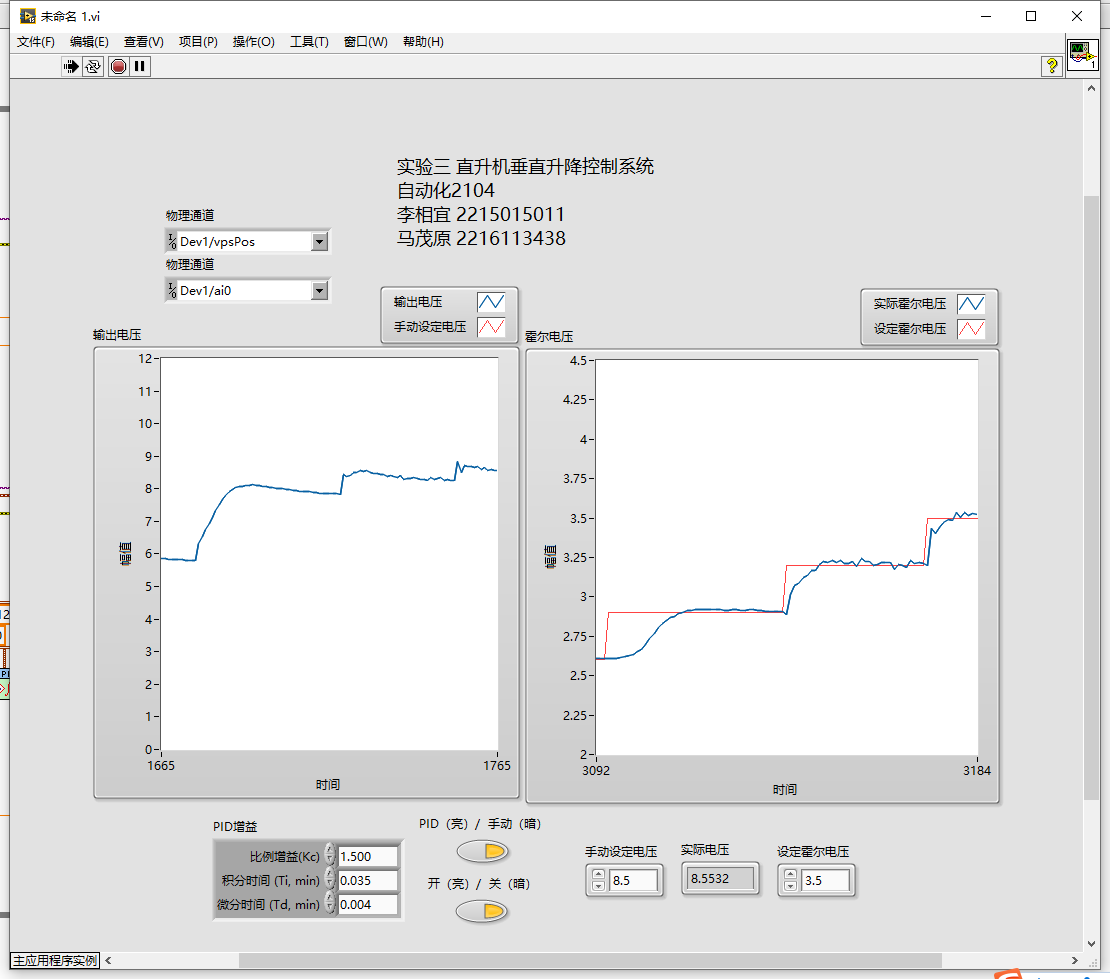 未命名 1.vi
文件(F) 编辑(E) 查看(V) 项目(P) 操作(O) 工具(T) 窗口(W) 帮助(H)
?
1
实验三 直升机垂直升降控制系统
自动化2104
李相宜 2215015011
马茂原 2216113438
物理通道
Dev1/vpsPos
物理通道
Dev1/ai0
输出电压
手动设定电压
输出电压
12
11
10
9
8
7
6
5
4
3
2
1
0
幅值
1665 1765
时间
实际霍尔电压
设定霍尔电压
霍尔电压
4.5
4.25
4
3.75
3.5
3.25
3
2.75
2.5
2.25
2
幅值
3092 3184
时间
PID增益
比例增益(Kc) 1.500
积分时间 (Ti, min) 0.035
微分时间 (Td, min) 0.004
PID（亮）/ 手动（暗）
开（亮）/ 关（暗）
手动设定电压
8.5
实际电压
8.5532
设定霍尔电压
3.5
12
PI
主应用程序实例